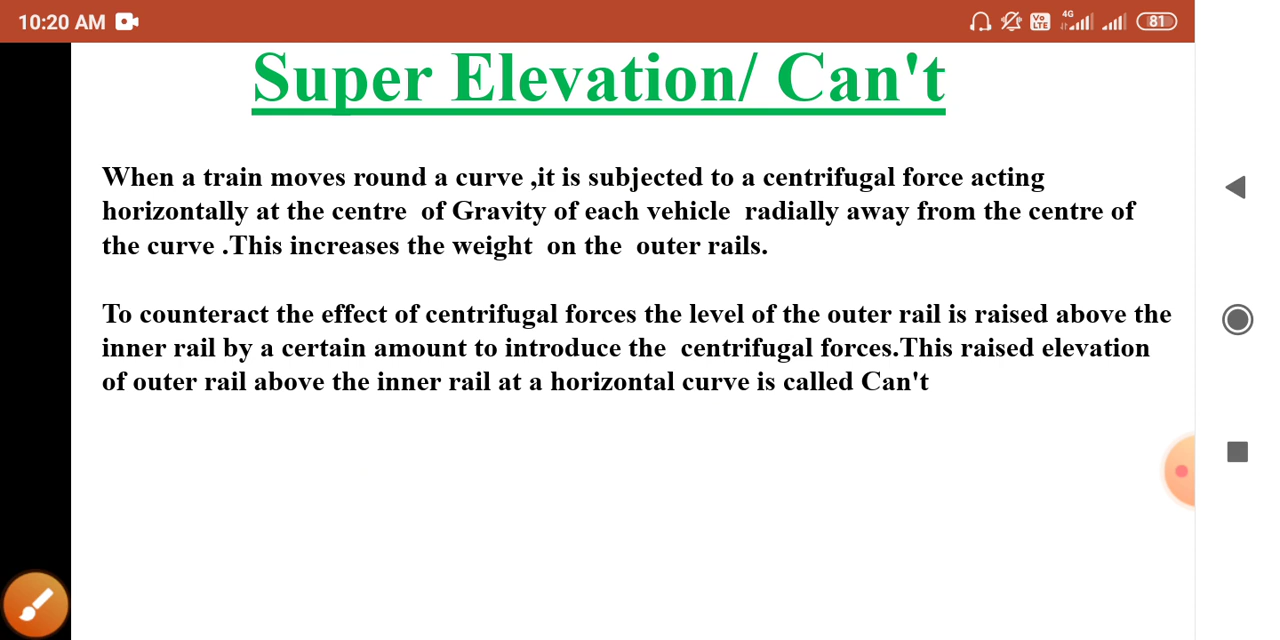 10:20 AM
Vo LTE 4G 81
Super Elevation/ Can't
When a train moves round a curve ,it is subjected to a centrifugal force acting
horizontally at the centre of Gravity of each vehicle radially away from the centre of
the curve .This increases the weight on the outer rails.
To counteract the effect of centrifugal forces the level of the outer rail is raised above the
inner rail by a certain amount to introduce the centrifugal forces.This raised elevation
of outer rail above the inner rail at a horizontal curve is called Can't